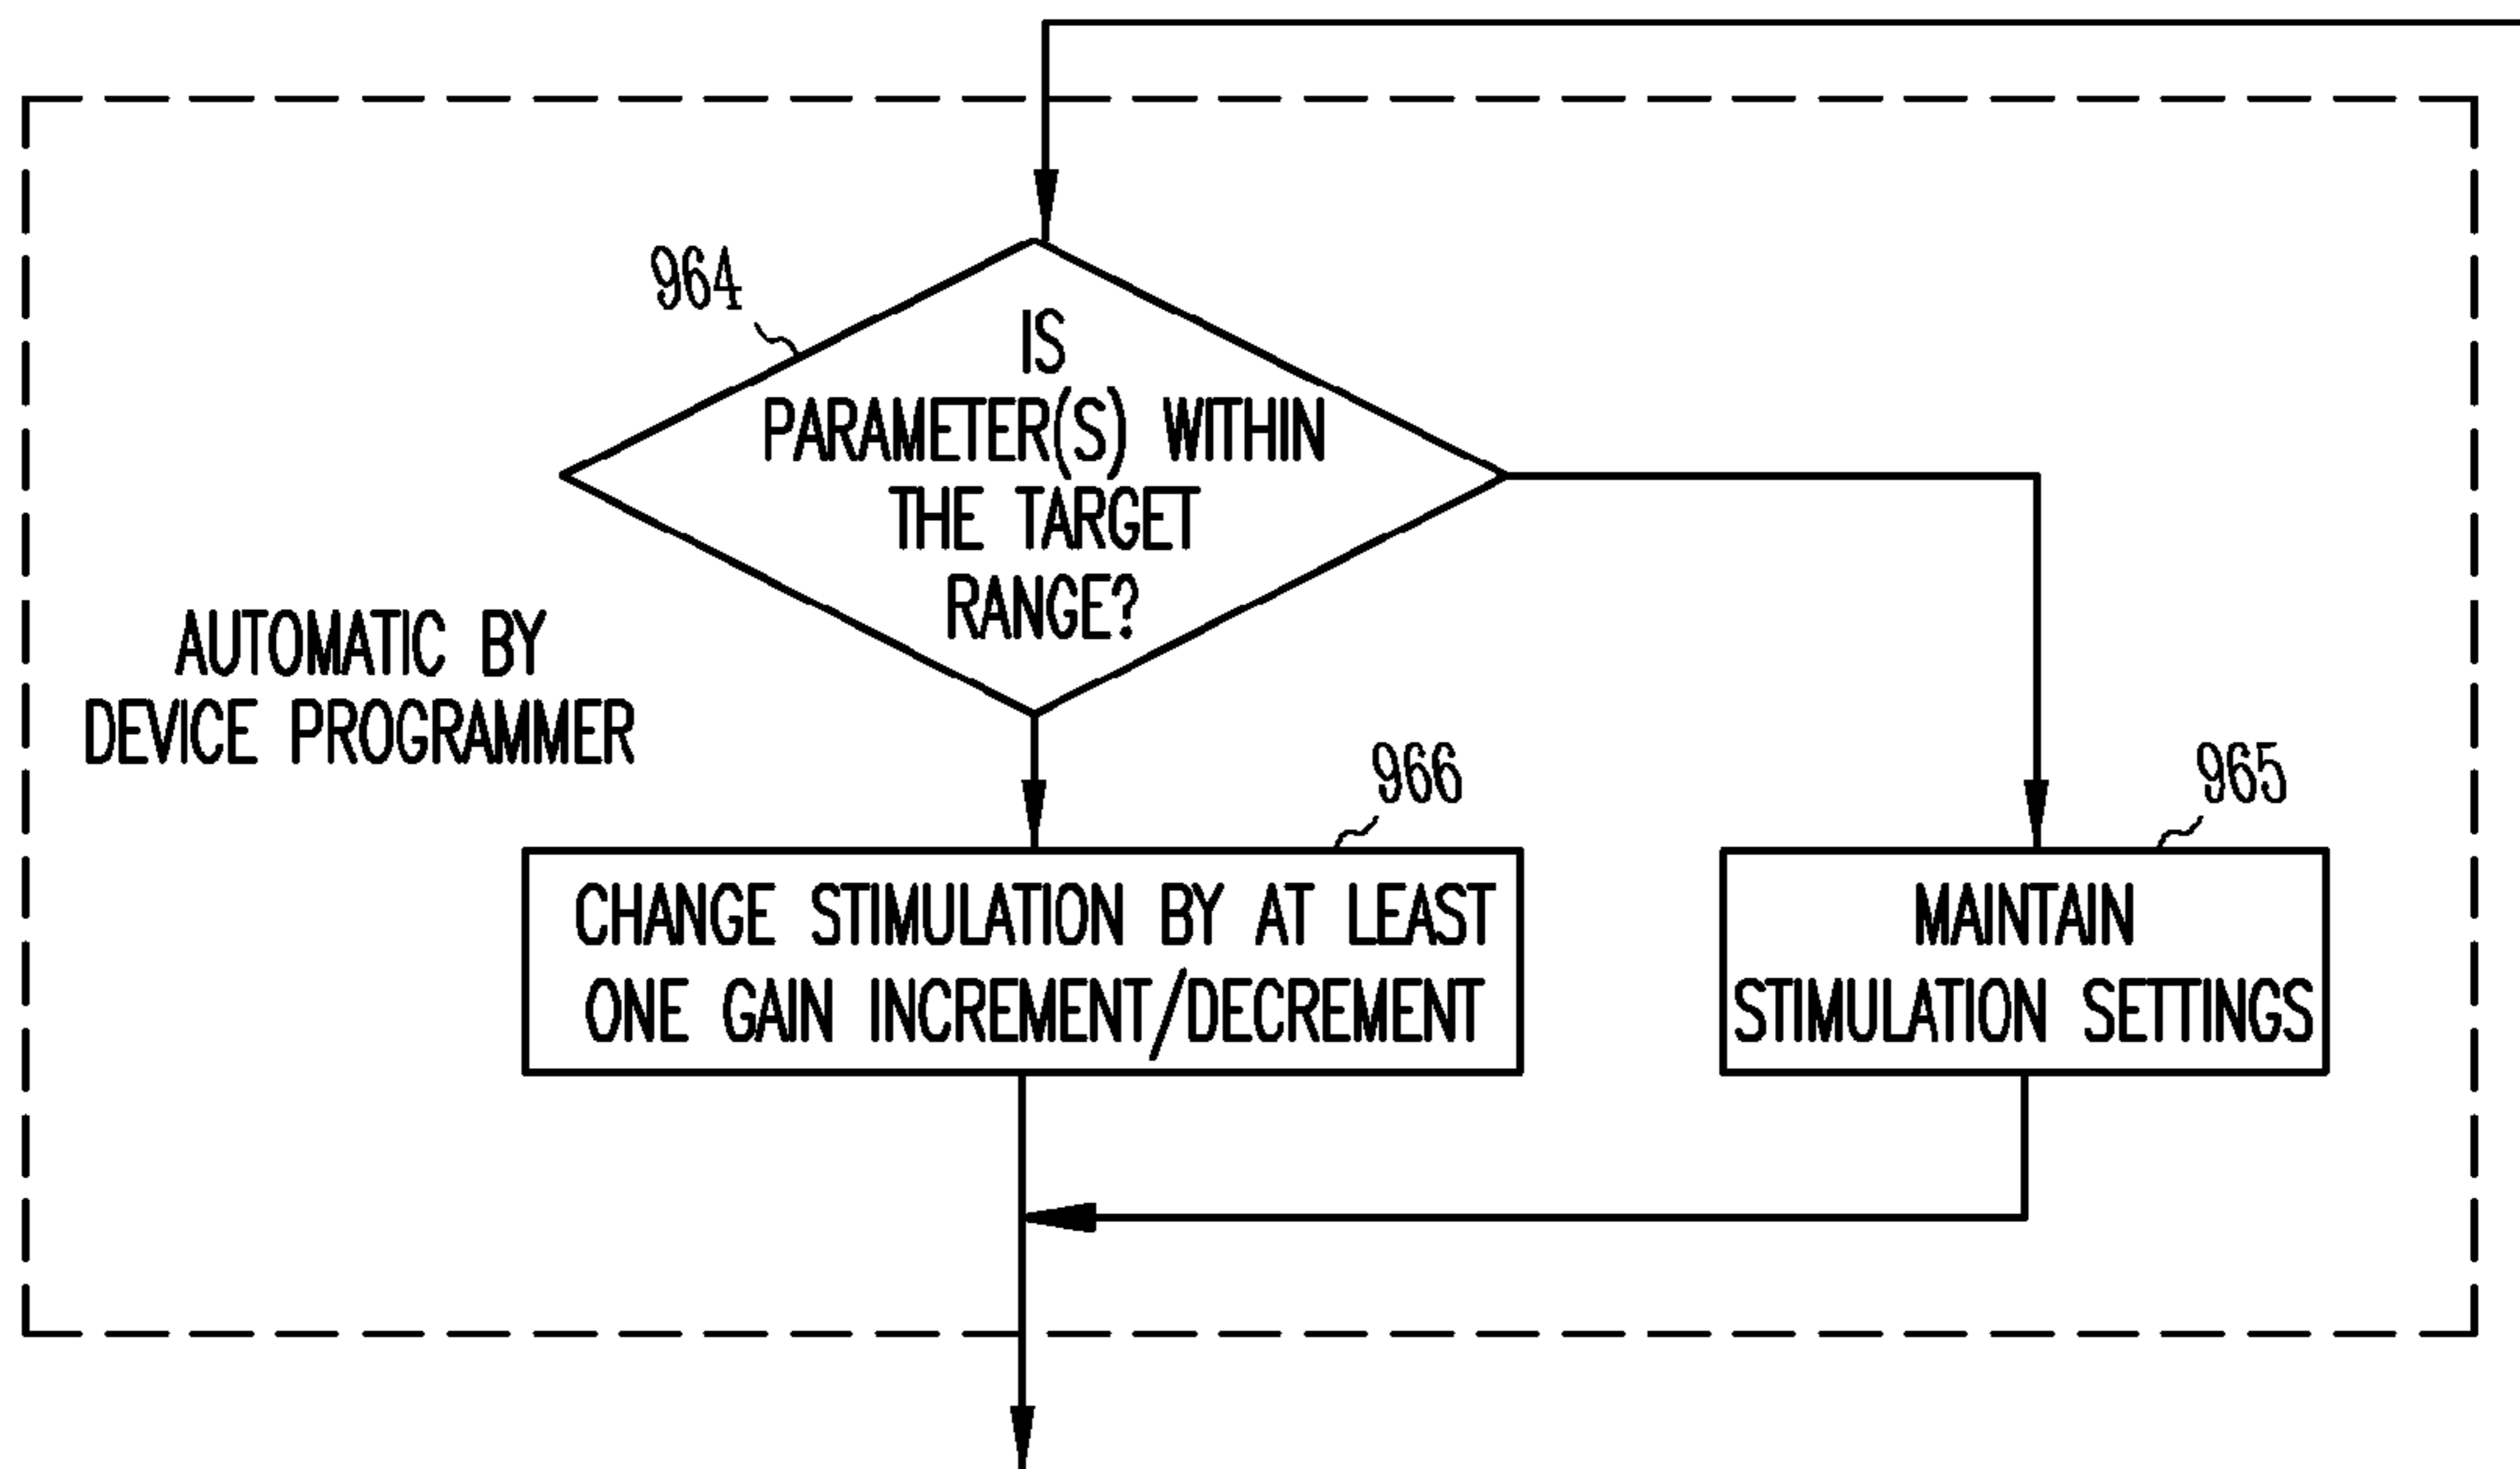 964
IS
PARAMETER(S) WITHIN
THE TARGET
RANGE?
AUTOMATIC BY
DEVICE PROGRAMMER
966
CHANGE STIMULATION BY AT LEAST
ONE GAIN INCREMENT/DECREMENT
965
MAINTAIN
STIMULATION SETTINGS